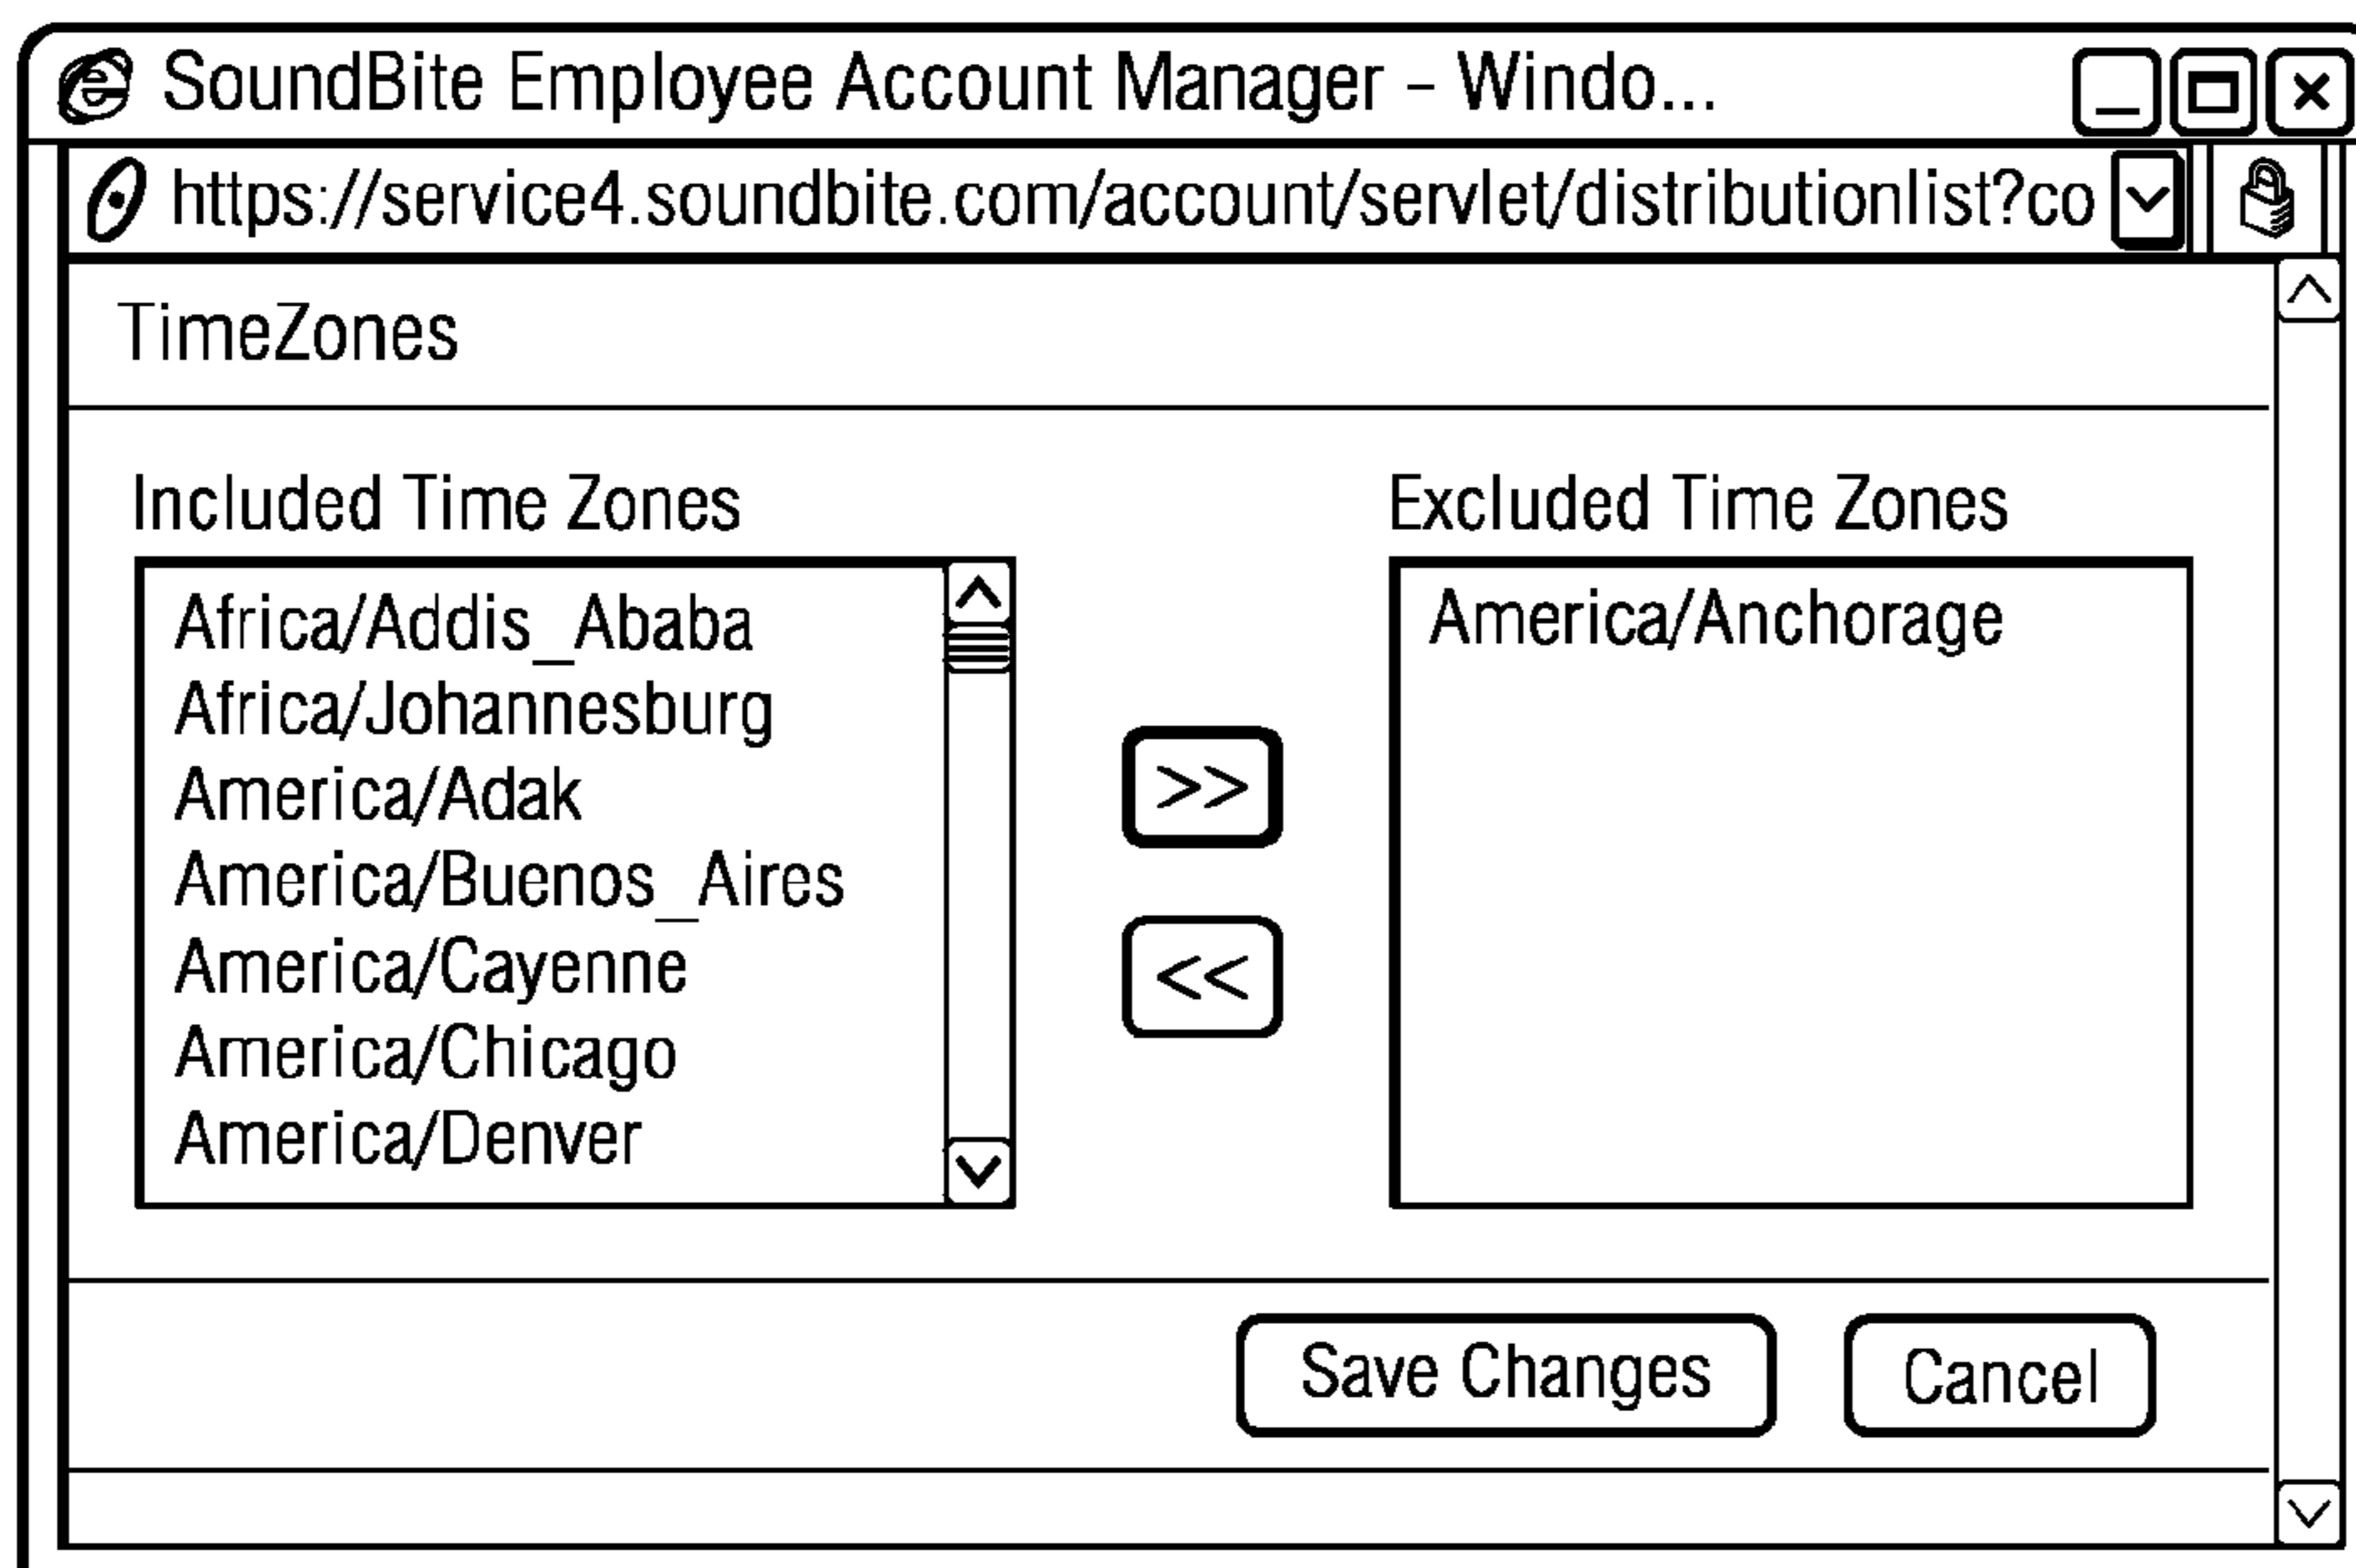 SoundBite Employee Account Manager – Windo...
https://service4.soundbite.com/account/servlet/distributionlist?co
TimeZones
Included Time Zones
Africa/Addis_Ababa
Africa/Johannesburg
America/Adak
America/Buenos_Aires
America/Cayenne
America/Chicago
America/Denver
>>
<<
Excluded Time Zones
America/Anchorage
Save Changes
Cancel